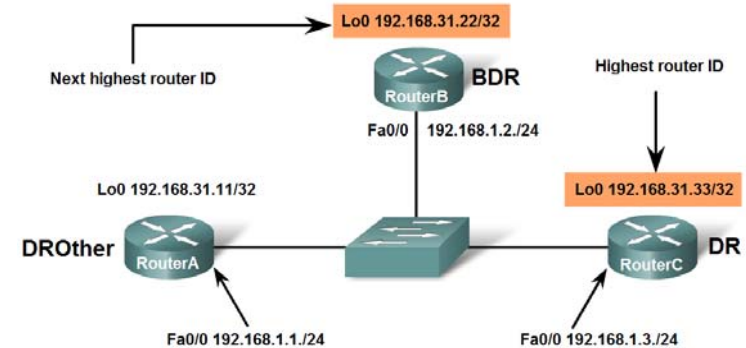 Lo0 192.168.31.22/32
Next highest router ID
BDR
RouterB
Highest router ID
Fa0/0 192.168.1.2./24
Lo0 192.168.31.11/32
Lo0 192.168.31.33/32
DROther
RouterA
RouterC
DR
Fa0/0 192.168.1.1./24
Fa0/0 192.168.1.3./24